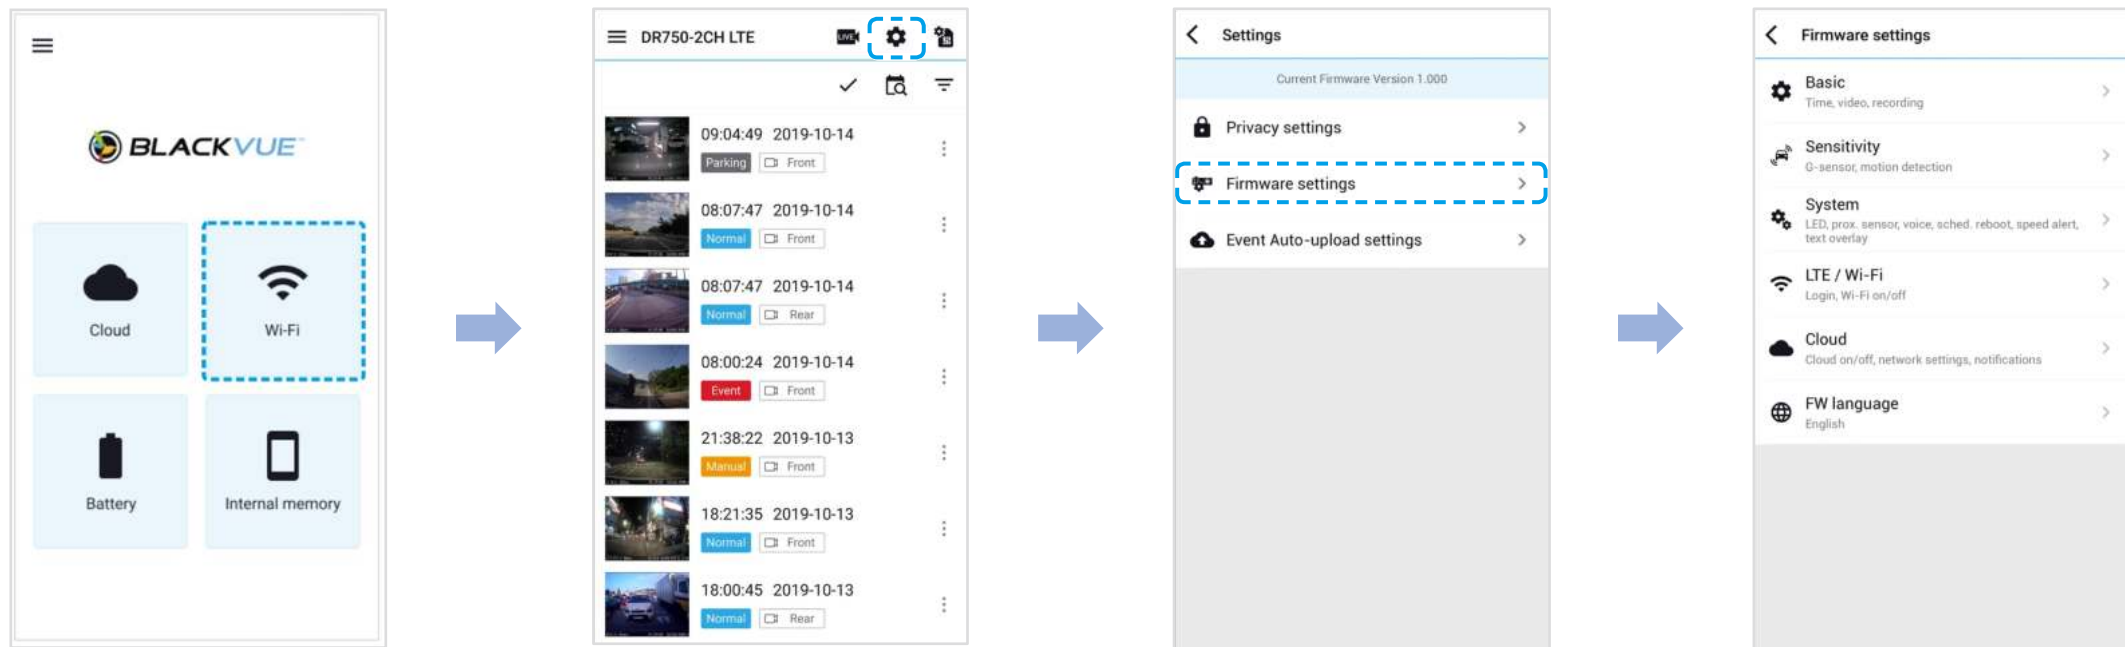 BLACKVUE
Cloud
Wi-Fi
Battery
Internal memory
DR750-2CH LTE
LIVE
09:04:49 2019-10-14
Parking Front
08:07:47 2019-10-14
Normal Front
08:07:47 2019-10-14
Normal Rear
08:00:24 2019-10-14
Event Front
21:38:22 2019-10-13
Manual Front
18:21:35 2019-10-13
Normal Front
18:00:45 2019-10-13
Normal Rear
Settings
Current Firmware Version 1.000
Privacy settings
Firmware settings
Event Auto-upload settings
Firmware settings
Basic
Time, video, recording
Sensitivity
G-sensor, motion detection
System
LED, prox. sensor, voice, sched. reboot, speed alert,
text overlay
LTE / Wi-Fi
Login, Wi-Fi on/off
Cloud
Cloud on/off, network settings, notifications
FW language
English